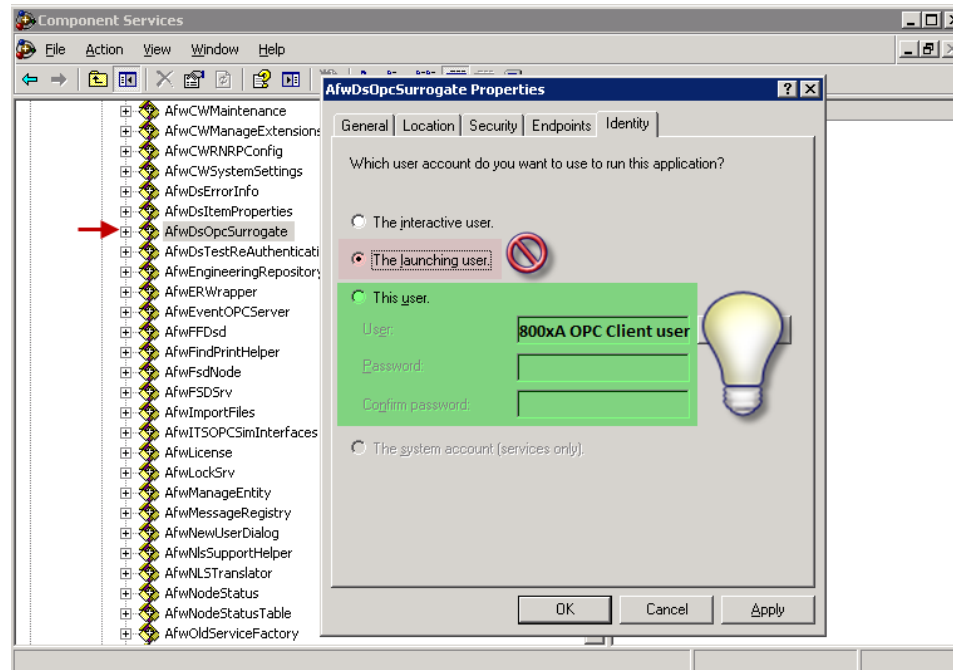 Component Services
File Action View Window Help
AfwCWMaintenance
AfwCWManageExtensions
AfwCWRNRPConfig
AfwCWSystemSettings
AfwDsErrorInfo
AfwDsItemProperties
AfwDsOpcSurrogate
AfwDsTestReAuthenticati
AfwEngineeringRepository
AfwERWrapper
AfwEventOPCServer
AfwFFDsd
AfwFindPrintHelper
AfwFsdNode
AfwFSDSrv
AfwImportFiles
AfwITSOPCSimInterfaces
AfwLicense
AfwLockSrv
AfwManageEntity
AfwMessageRegistry
AfwNewUserDialog
AfwNlsSupportHelper
AfwNLSTranslator
AfwNodeStatus
AfwNodeStatusTable
AfwOldServiceFactory
AfwDsOpcSurrogate Properties
General Location Security Endpoints Identity
Which user account do you want to use to run this application?
The interactive user.
The launching user.
This user.
User: 800xA OPC Client user
Password:
Confirm password:
The system account (services only).
OK Cancel Apply